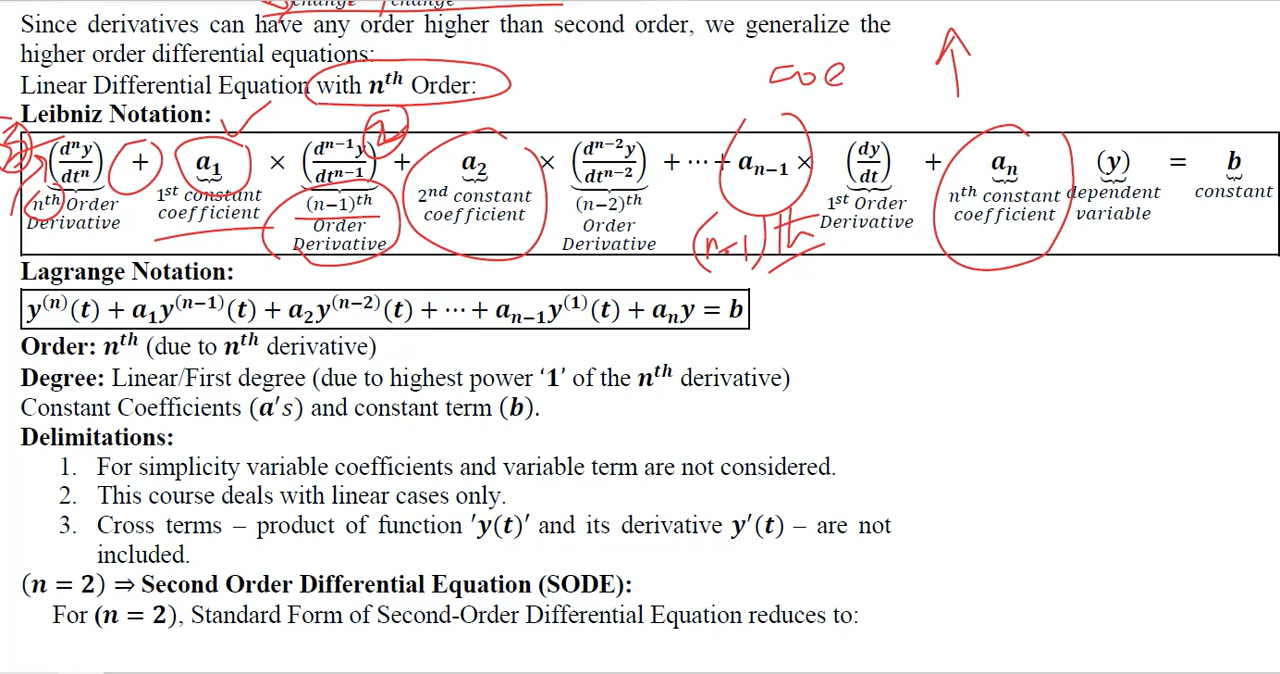 Since derivatives can have any order higher than second order, we generalize the
higher order differential equations:
coe
Linear Differential Equation with nᵗʰ Order:
Leibniz Notation:
(dⁿy/dtⁿ) + a₁ × (dⁿ⁻¹y/dtⁿ⁻¹) + a₂ × (dⁿ⁻²y/dtⁿ⁻²) + ⋯ + aₙ₋₁ × (dy/dt) + aₙ (y) = b
nᵗʰ Order Derivative 1ˢᵗ constant coefficient (n−1)ᵗʰ Order Derivative 2nd constant coefficient (n−2)ᵗʰ Order Derivative 1ˢᵗ Order Derivative nᵗʰ constant coefficient dependent variable constant
(n-1)th
Lagrange Notation:
y⁽ⁿ⁾(t) + a₁y⁽ⁿ⁻¹⁾(t) + a₂y⁽ⁿ⁻²⁾(t) + ⋯ + aₙ₋₁y⁽¹⁾(t) + aₙy = b
Order: nᵗʰ (due to nᵗʰ derivative)
Degree: Linear/First degree (due to highest power ‘1’ of the nᵗʰ derivative)
Constant Coefficients (a's) and constant term (b).
Delimitations:
1. For simplicity variable coefficients and variable term are not considered.
2. This course deals with linear cases only.
3. Cross terms – product of function 'y(t)' and its derivative y'(t) – are not
included.
(n = 2) ⇒ Second Order Differential Equation (SODE):
For (n = 2), Standard Form of Second-Order Differential Equation reduces to: